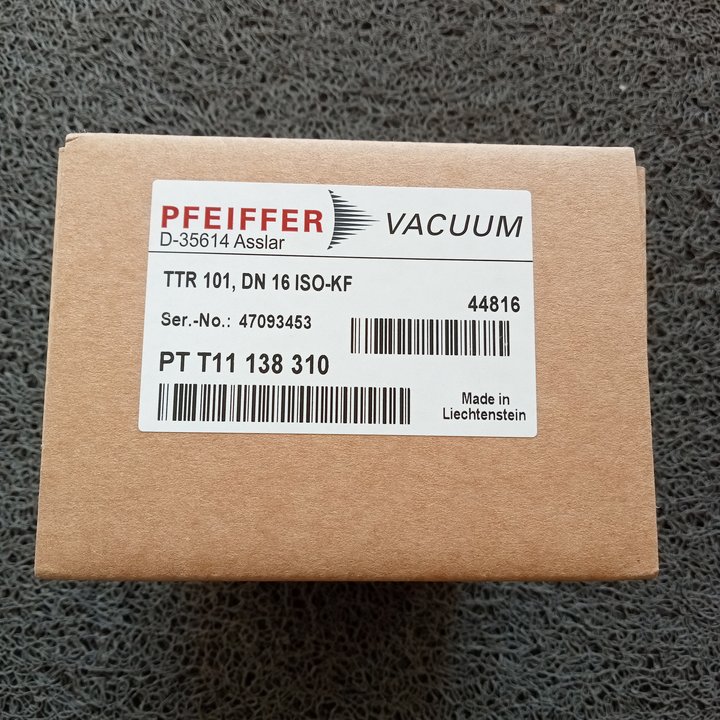 PFEIFFER VACUUM
D-35614 Asslar
TTR 101, DN 16 ISO-KF
44816
Ser.-No.: 47093453
PT T11 138 310
Made in
Liechtenstein